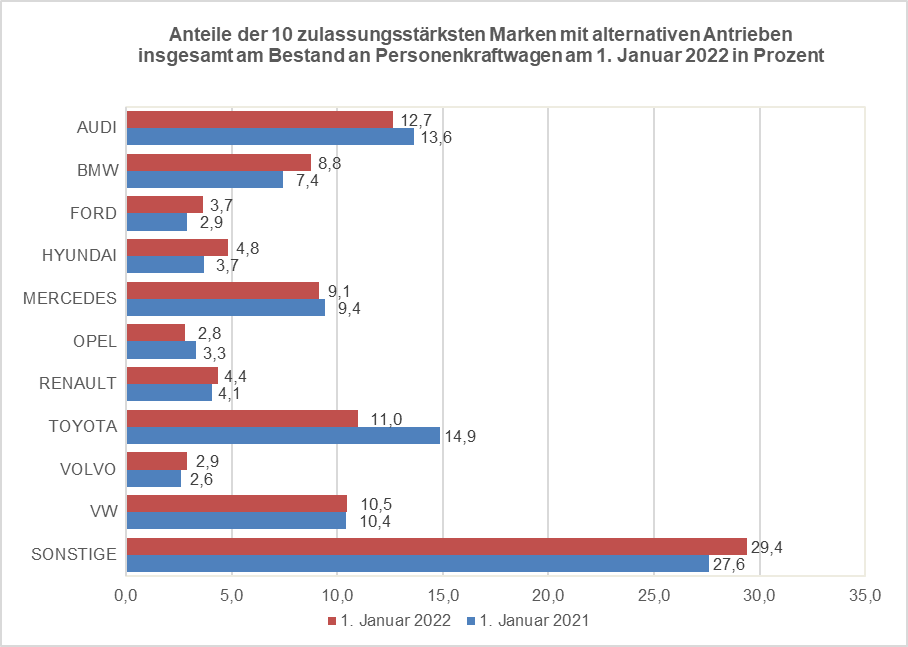 Anteile der 10 zulassungsstärksten Marken mit alternativen Antrieben
insgesamt am Bestand an Personenkraftwagen am 1. Januar 2022 in Prozent
AUDI 12,7
13,6
BMW 8,8
7,4
FORD 3,7
2,9
HYUNDAI 4,8
3,7
MERCEDES 9,1
9,4
OPEL 2,8
3,3
RENAULT 4,4
4,1
TOYOTA 11,0
14,9
VOLVO 2,9
2,6
VW 10,5
10,4
SONSTIGE 29,4
27,6
0,0 5,0 10,0 15,0 20,0 25,0 30,0 35,0
1. Januar 2022 1. Januar 2021